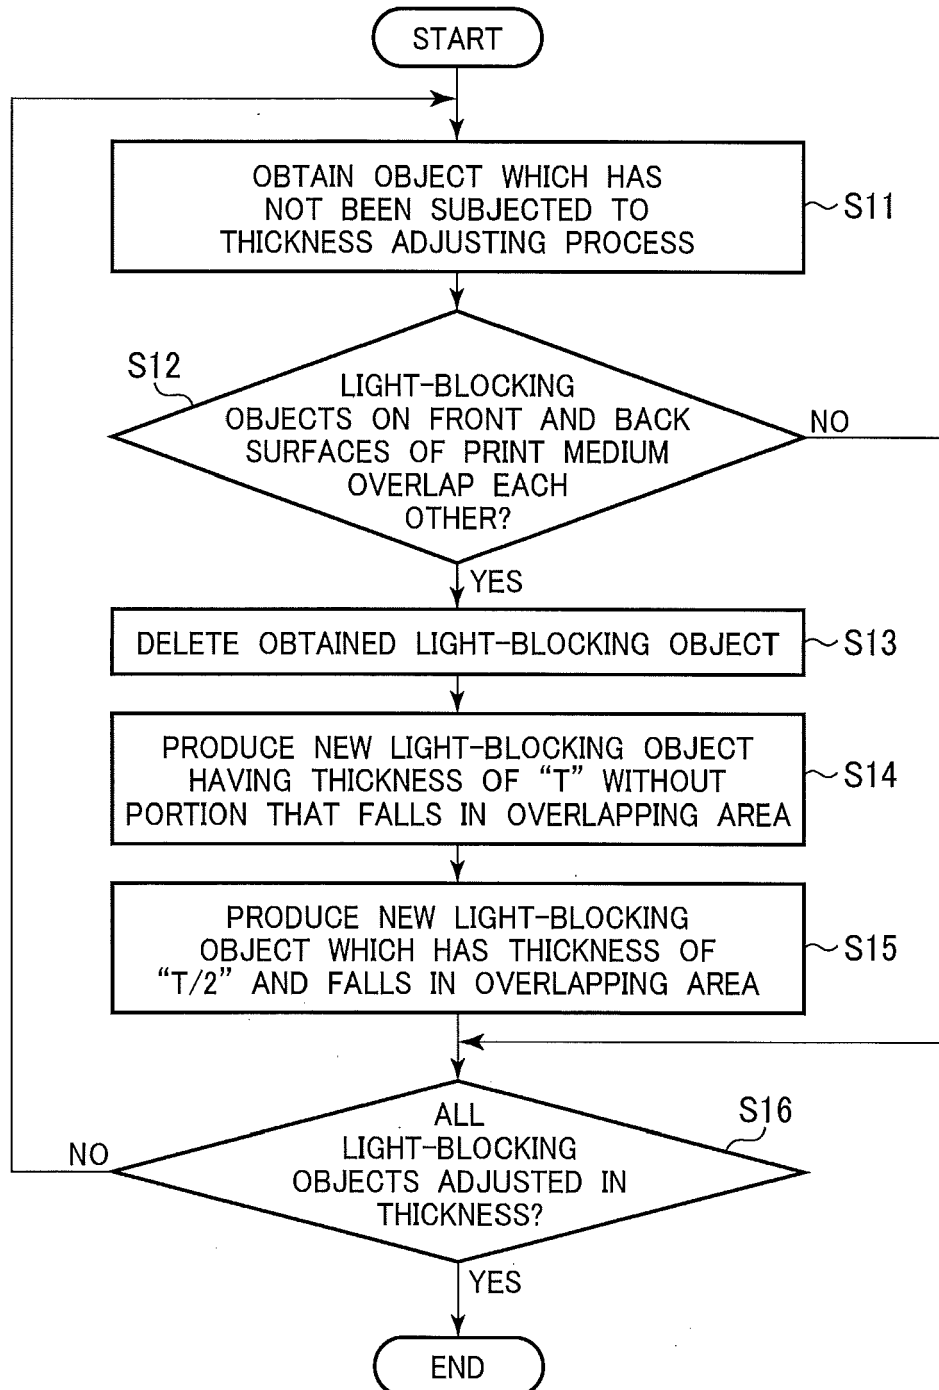 START
OBTAIN OBJECT WHICH HAS
NOT BEEN SUBJECTED TO
THICKNESS ADJUSTING PROCESS
S11
S12
LIGHT-BLOCKING
OBJECTS ON FRONT AND BACK
SURFACES OF PRINT MEDIUM
OVERLAP EACH
OTHER?
NO
YES
DELETE OBTAINED LIGHT-BLOCKING OBJECT
S13
PRODUCE NEW LIGHT-BLOCKING OBJECT
HAVING THICKNESS OF “T” WITHOUT
PORTION THAT FALLS IN OVERLAPPING AREA
S14
PRODUCE NEW LIGHT-BLOCKING
OBJECT WHICH HAS THICKNESS OF
“T/2” AND FALLS IN OVERLAPPING AREA
S15
S16
ALL
LIGHT-BLOCKING
OBJECTS ADJUSTED IN
THICKNESS?
NO
YES
END